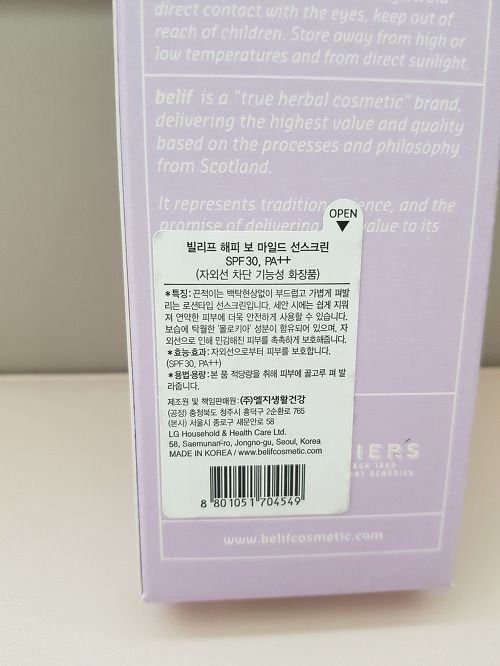 direct contact with the eyes, keep out of
reach of children. Store away from high or
low temperatures and from direct sunlight.
belif is a "true herbal cosmetic" brand,
delivering the highest value and quality
based on the processes and philosophy
from Scotland.
It represents tradition and the
promise of delivering value to its
OPEN
빌리프 해피 보 마일드 선스크린
SPF30, PA++
(자외선 차단 기능성 화장품)
*특징: 끈적이는 백탁현상없이 부드럽고 가볍게 펴발
리는 로션타입 선스크린입니다. 세안 시에는 쉽게 지워
져 연약한 피부에 더욱 안전하게 사용할 수 있습니다.
보습에 탁월한 '몰로키아' 성분이 함유되어 있으며, 자
외선으로 인해 민감해진 피부를 촉촉하게 보호해줍니다.
*효능·효과: 자외선으로부터 피부를 보호합니다.
(SPF30, PA++)
*용법·용량: 본 품 적당량을 취해 피부에 골고루 펴 발
라줍니다.
제조원 및 책임판매원: (주)엘지생활건강
(공장) 충청북도 청주시 흥덕구 2순환로 765
(본사) 서울시 종로구 새문안로 58
LG Household & Health Care Ltd.
58, Saemunan-ro, Jongno-gu, Seoul, Korea
MADE IN KOREA / www.belifcosmetic.com
8 801051 704549
www.belifcosmetic.com